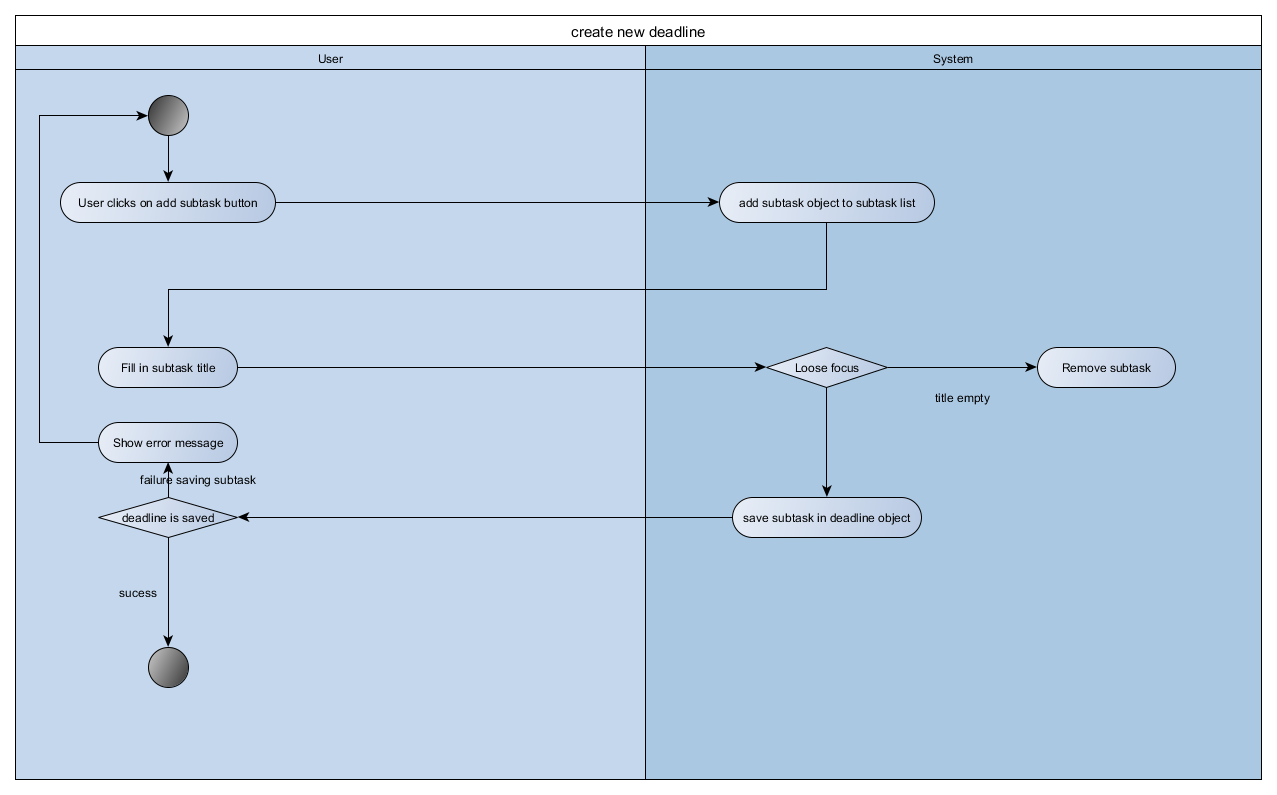 create new deadline
User
System
User clicks on add subtask button
add subtask object to subtask list
Fill in subtask title
Loose focus
Remove subtask
title empty
Show error message
failure saving subtask
deadline is saved
save subtask in deadline object
sucess